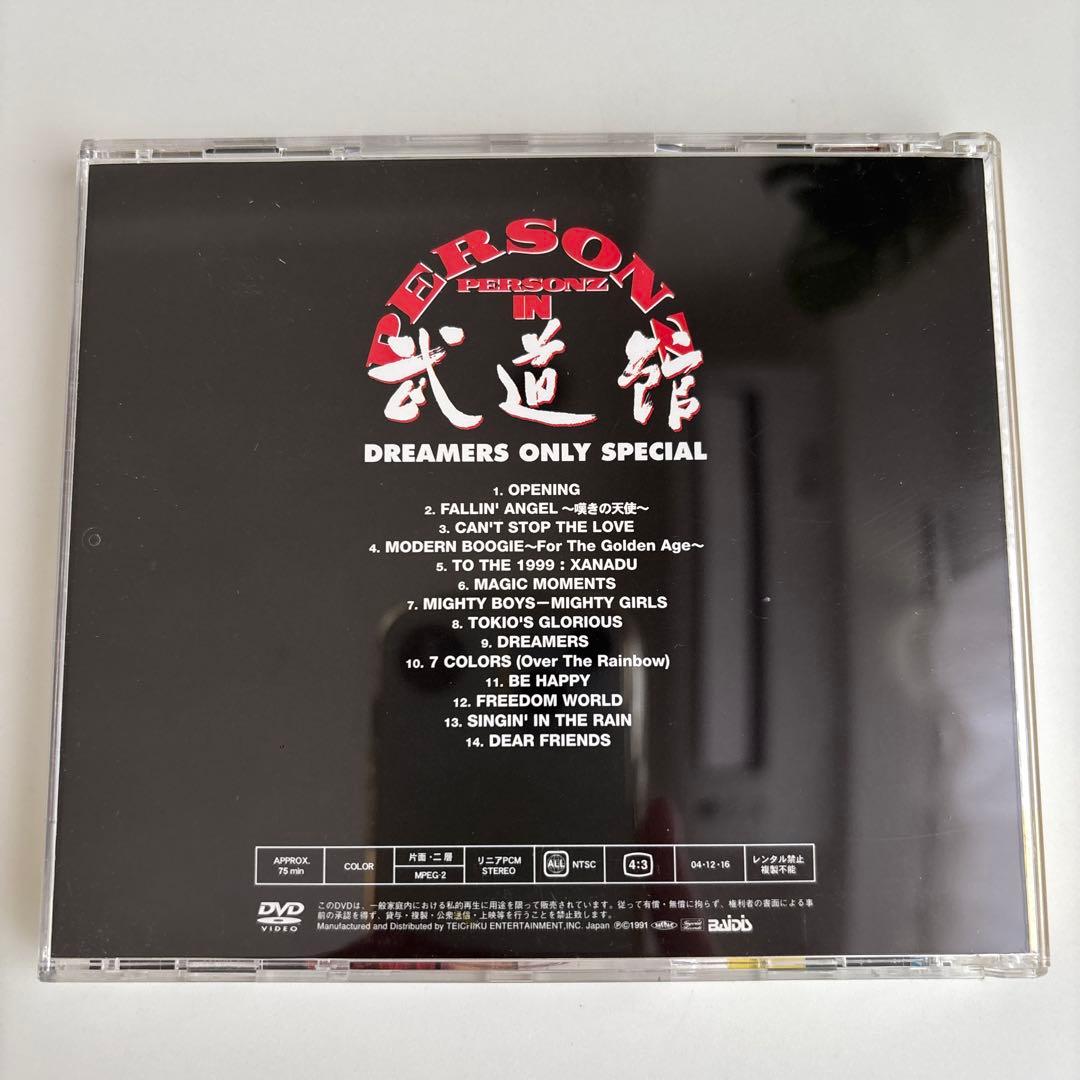 PERSONZ
PERSONZ
IN
武道館
DREAMERS ONLY SPECIAL
1. OPENING
2. FALLIN' ANGEL ～嘆きの天使～
3. CAN'T STOP THE LOVE
4. MODERN BOOGIE～For The Golden Age～
5. TO THE 1999 : XANADU
6. MAGIC MOMENTS
7. MIGHTY BOYS－MIGHTY GIRLS
8. TOKIO'S GLORIOUS
9. DREAMERS
10. 7 COLORS (Over The Rainbow)
11. BE HAPPY
12. FREEDOM WORLD
13. SINGIN' IN THE RAIN
14. DEAR FRIENDS
APPROX. 75 min
COLOR
片面・二層
MPEG-2
リニアPCM STEREO
ALL NTSC
4:3
04・12・16
レンタル禁止 複製不能
DVD VIDEO
このDVDは、一般家庭内における私的再生に用途を限って販売されています。従って有償・無償に拘らず、権利者の書面による事
前の承認を得ず、貸与・複製・公衆送信・上映等を行うことを禁止致します。
Manufactured and Distributed by TEICHIKU ENTERTAINMENT, INC. Japan ℗©1991 BAIDIS